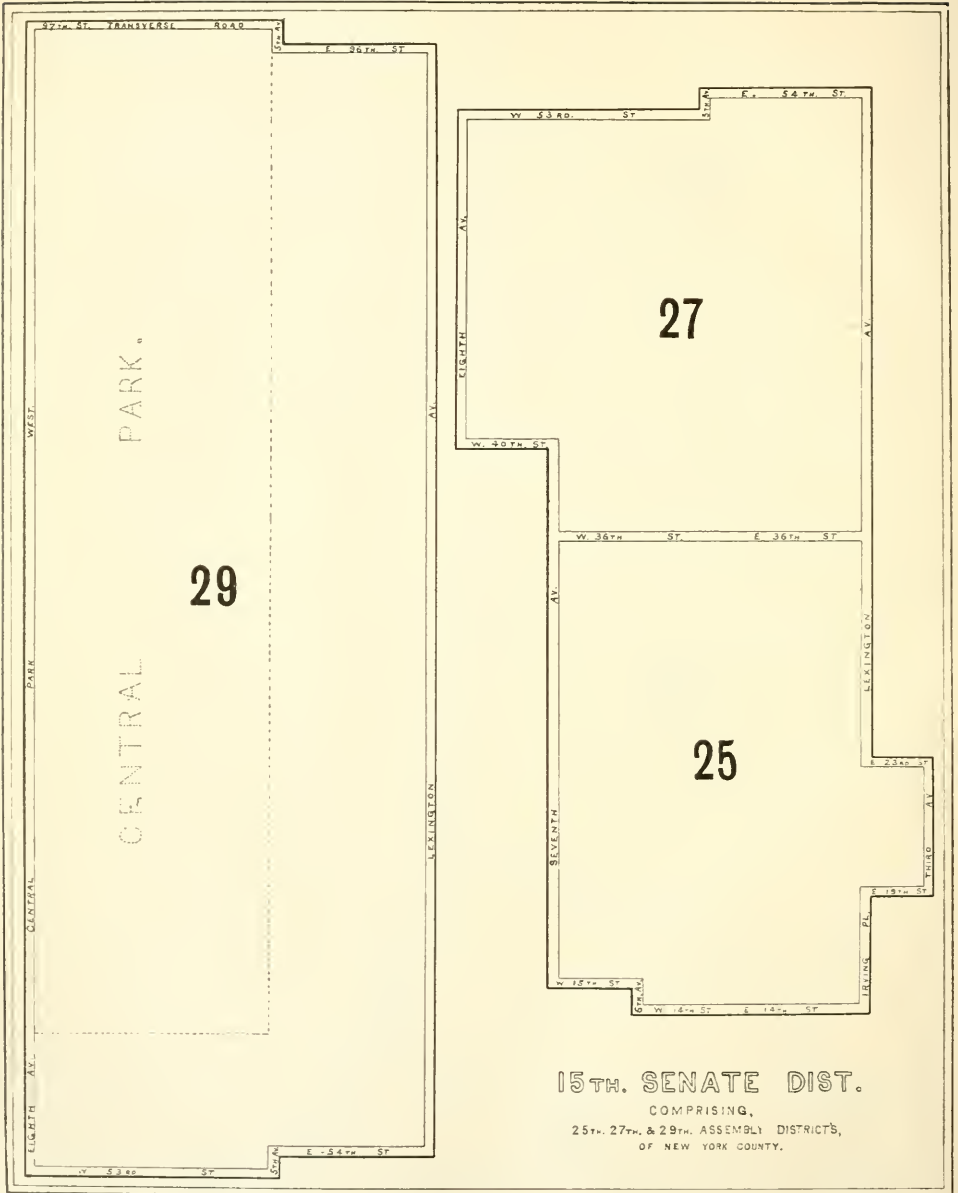 97TH. ST. TRANSVERSE ROAD
5TH AV
E. 96TH. ST
WEST.
PARK
CENTRAL
EIGHTH AV.
CENTRAL PARK.
29
LEXINGTON AV.
E. 54TH ST
5TH AV
53RD. ST
W 53RD. ST
5TH AV
E. 54TH. ST.
EIGHTH AV.
27
AV.
W. 40TH. ST
W. 36TH ST. E 36TH ST
SEVENTH AV.
LEXINGTON
25
E 23RD ST
THIRD AV
E 19TH ST
IRVING PL.
W 15TH ST
6TH AV.
W 14TH ST E 14TH ST
15TH. SENATE DIST.
COMPRISING,
25TH. 27TH. & 29TH. ASSEMBLY DISTRICTS,
OF NEW YORK COUNTY.